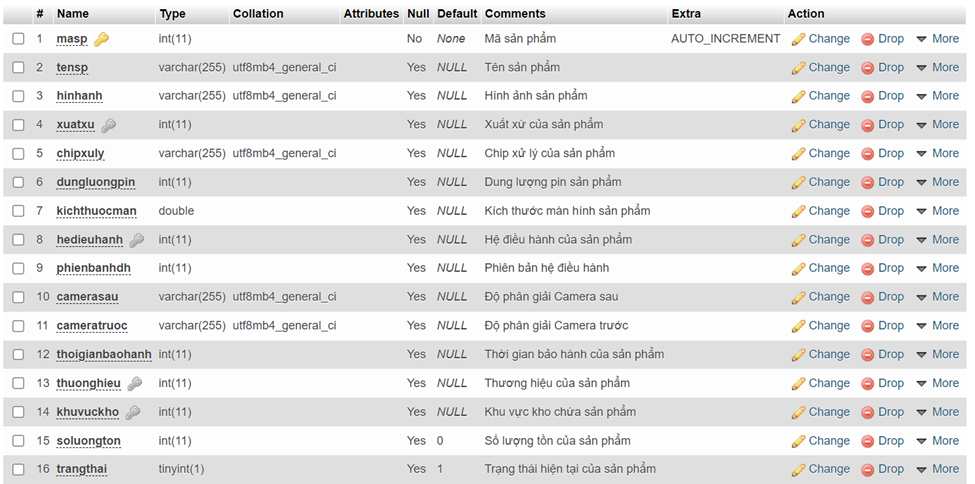 # Name Type Collation Attributes Null Default Comments Extra Action
1 masp int(11) No None Mã sản phẩm AUTO_INCREMENT Change Drop More
2 tensp varchar(255) utf8mb4_general_ci Yes NULL Tên sản phẩm Change Drop More
3 hinhanh varchar(255) utf8mb4_general_ci Yes NULL Hình ảnh sản phẩm Change Drop More
4 xuatxu int(11) Yes NULL Xuất xứ của sản phẩm Change Drop More
5 chipxuly varchar(255) utf8mb4_general_ci Yes NULL Chip xử lý của sản phẩm Change Drop More
6 dungluongpin int(11) Yes NULL Dung lượng pin sản phẩm Change Drop More
7 kichthuocman double Yes NULL Kích thước màn hình sản phẩm Change Drop More
8 hedieuhanh int(11) Yes NULL Hệ điều hành của sản phẩm Change Drop More
9 phienbanhdh int(11) Yes NULL Phiên bản hệ điều hành Change Drop More
10 camerasau varchar(255) utf8mb4_general_ci Yes NULL Độ phân giải Camera sau Change Drop More
11 cameratruoc varchar(255) utf8mb4_general_ci Yes NULL Độ phân giải Camera trước Change Drop More
12 thoigianbaohanh int(11) Yes NULL Thời gian bảo hành của sản phẩm Change Drop More
13 thuonghieu int(11) Yes NULL Thương hiệu của sản phẩm Change Drop More
14 khuvuckho int(11) Yes NULL Khu vực kho chứa sản phẩm Change Drop More
15 soluongton int(11) Yes 0 Số lượng tồn của sản phẩm Change Drop More
16 trangthai tinyint(1) Yes 1 Trạng thái hiện tại của sản phẩm Change Drop More